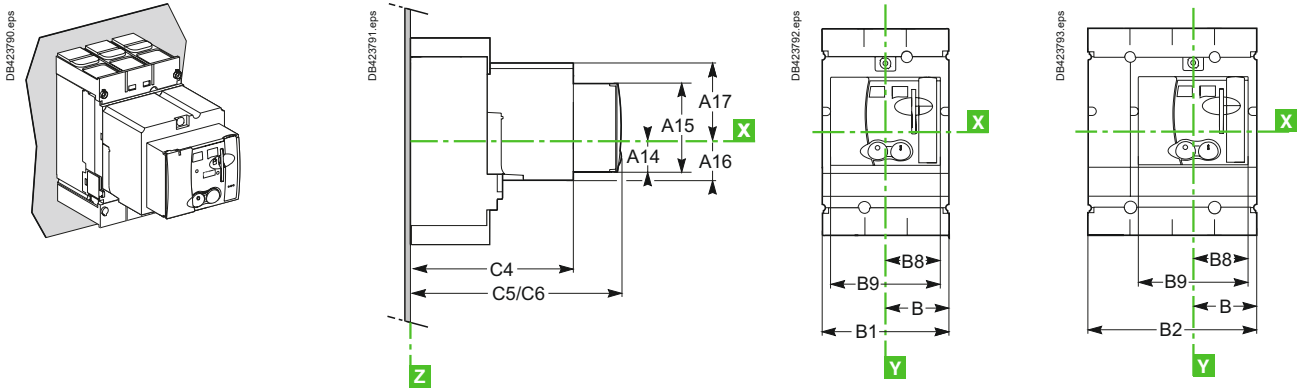 DB423790.eps
DB423791.eps
A17
A15
X
A14
A16
C4
C5/C6
Z
DB423792.eps
X
B8
B9
B
B1
Y
DB423793.eps
X
B8
B9
B
B2
Y